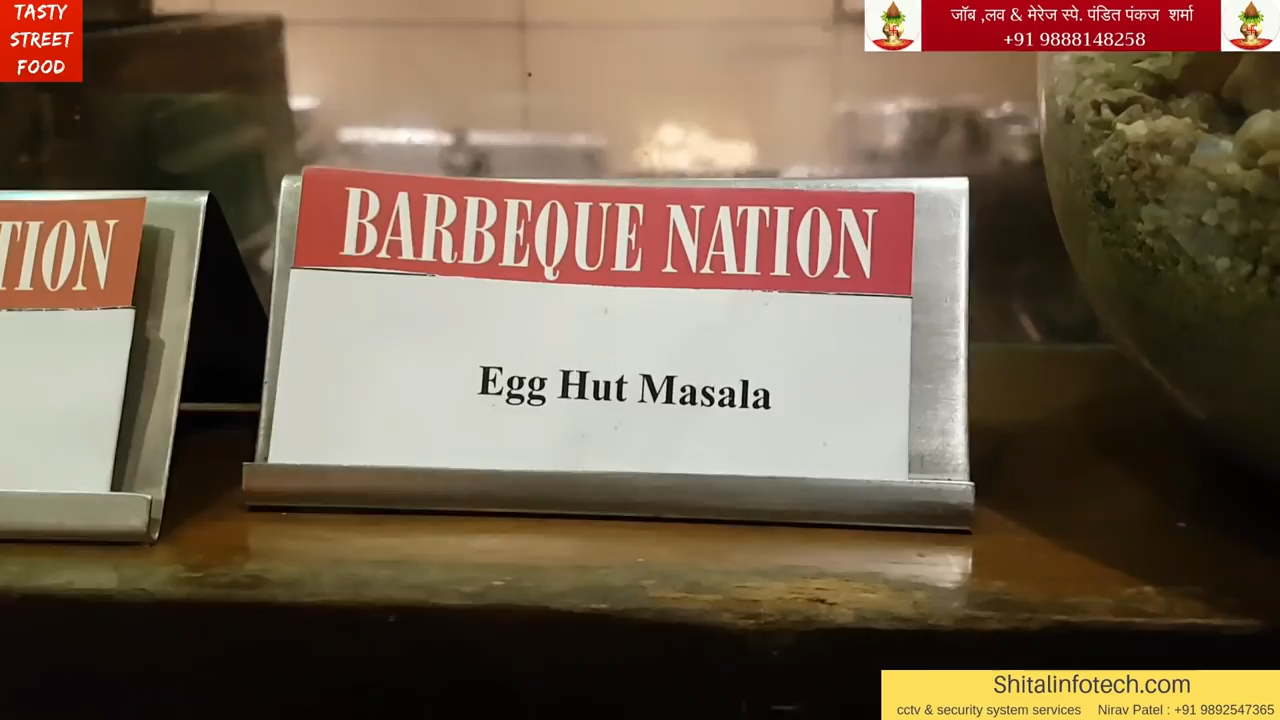 TASTY
STREET
FOOD
जॉब ,लव & मेरेज स्पे. पंडित पंकज शर्मा
+91 9888148258
TION
BARBEQUE NATION
Egg Hut Masala
Shitalinfotech.com
cctv & security system services Nirav Patel : +91 9892547365